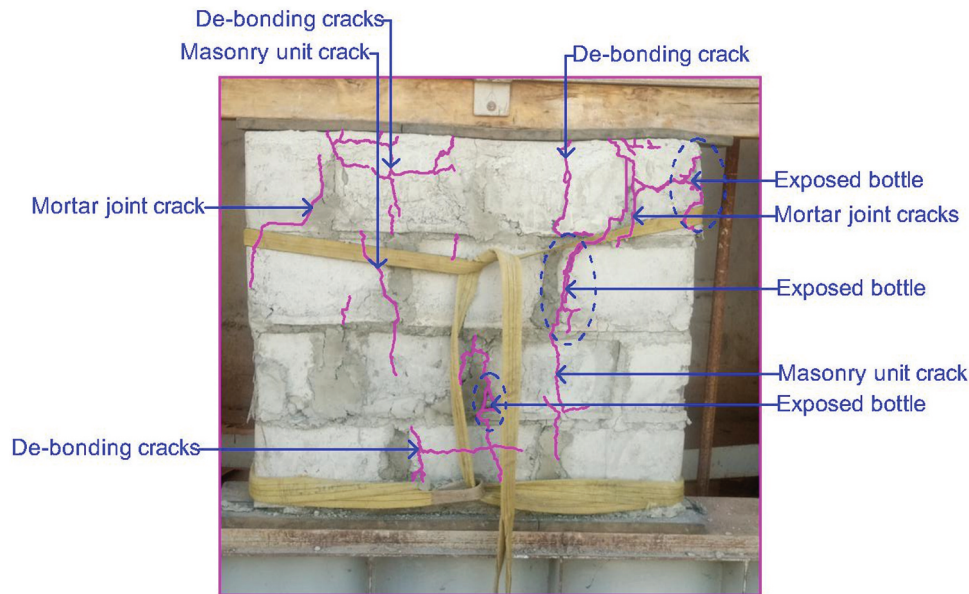 De-bonding cracks
Masonry unit crack
De-bonding crack
Exposed bottle
Mortar joint crack
Mortar joint cracks
Exposed bottle
Masonry unit crack
Exposed bottle
De-bonding cracks